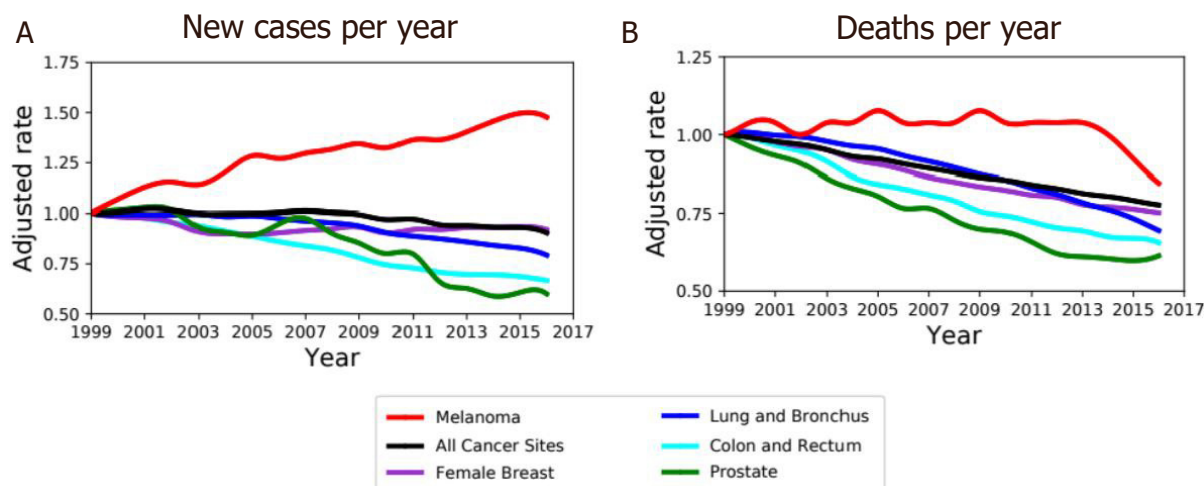 A
New cases per year
1.75
1.50
1.25
1.00
0.75
0.50
Adjusted rate
1999 2001 2003 2005 2007 2009 2011 2013 2015 2017
Year
B
Deaths per year
1.25
1.00
0.75
0.50
Adjusted rate
1999 2001 2003 2005 2007 2009 2011 2013 2015 2017
Year
Melanoma
All Cancer Sites
Female Breast
Lung and Bronchus
Colon and Rectum
Prostate